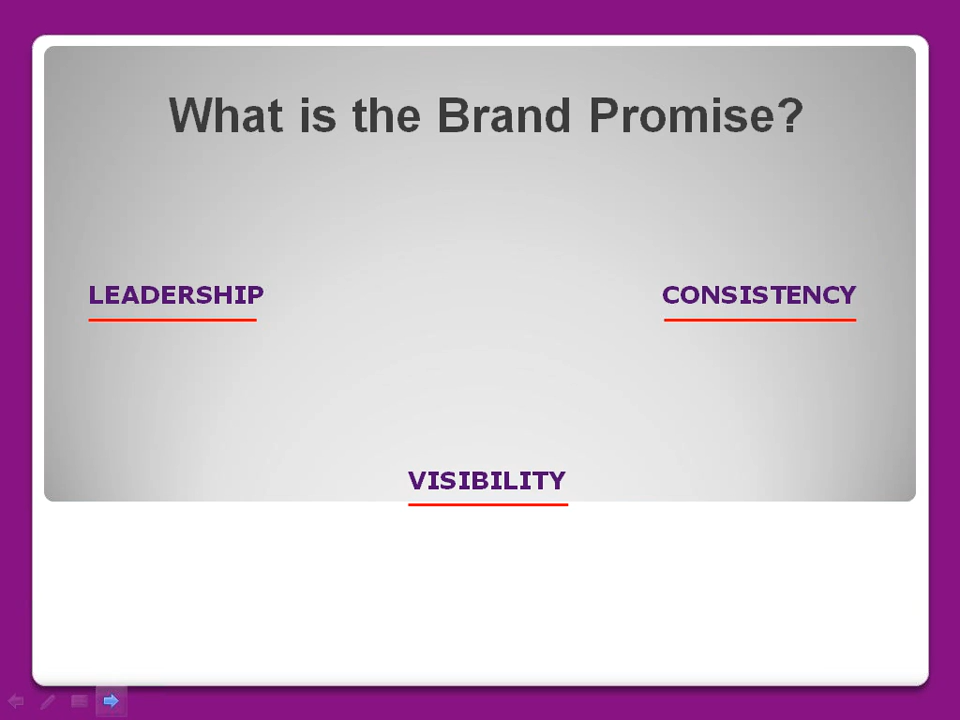 What is the Brand Promise?
LEADERSHIP
CONSISTENCY
VISIBILITY